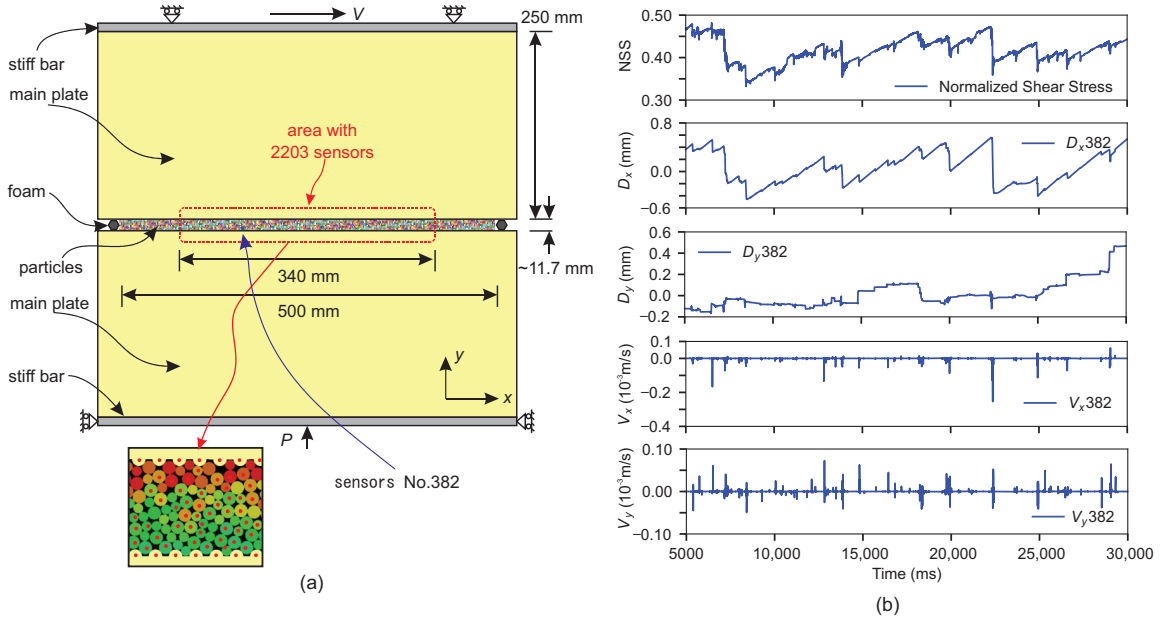 V
250 mm
stiff bar
main plate
area with
2203 sensors
foam
particles
~11.7 mm
340 mm
main plate
500 mm
y
x
stiff bar
P
sensors No.382
(a)
0.50
0.40
0.30
NSS
Normalized Shear Stress
0.8
0.0
−0.6
Dx (mm)
Dx382
0.6
0.4
0.2
0.0
−0.2
Dy (mm)
Dy382
0.1
0.0
−0.2
−0.4
Vx (10⁻³m/s)
Vx382
0.10
0.00
−0.10
Vy (10⁻³m/s)
Vy382
5000 10,000 15,000 20,000 25,000 30,000
Time (ms)
(b)